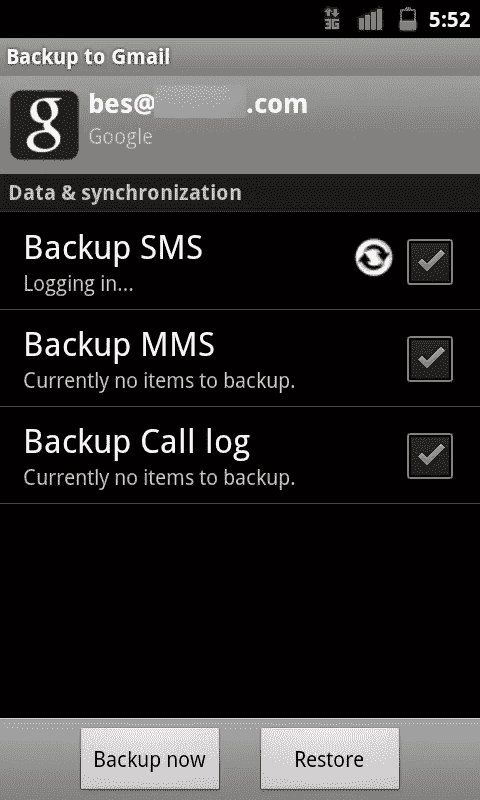 3G 5:52
Backup to Gmail
g
bes@ .com
Google
Data & synchronization
Backup SMS
Logging in...
Backup MMS
Currently no items to backup.
Backup Call log
Currently no items to backup.
Backup now Restore